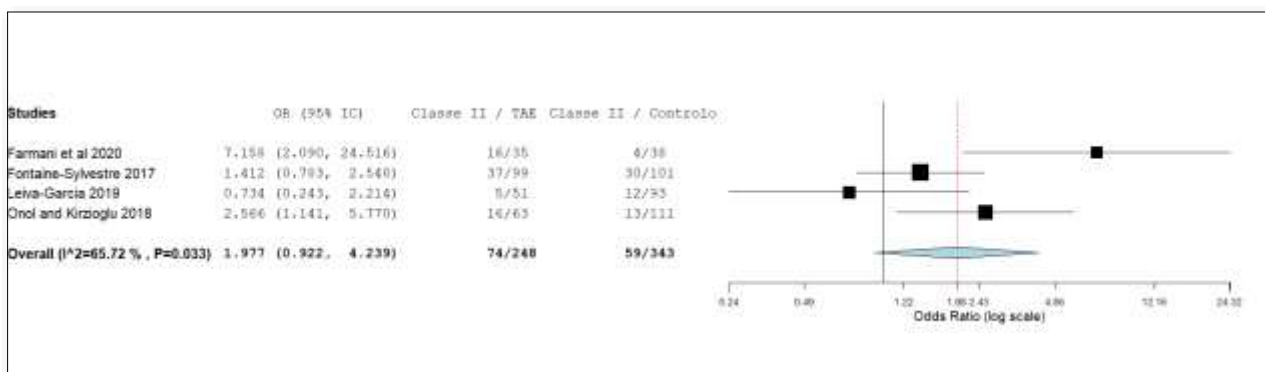 Studies OR (95% IC) Classe II / TAE Classe II / Controlo
Farmani et al 2020 7.158 (2.090, 24.516) 16/35 4/38
Fontaine-Sylvestre 2017 1.412 (0.783, 2.548) 37/99 30/101
Leiva-Garcia 2019 0.734 (0.243, 2.214) 5/51 12/93
Onol and Kirzioglu 2018 2.566 (1.141, 5.770) 16/63 13/111
Overall (I^2=65.72 % , P=0.033) 1.977 (0.922, 4.239) 74/248 59/343
0.24 0.49 1.22 1.98 2.43 4.86 12.16 24.32
Odds Ratio (log scale)